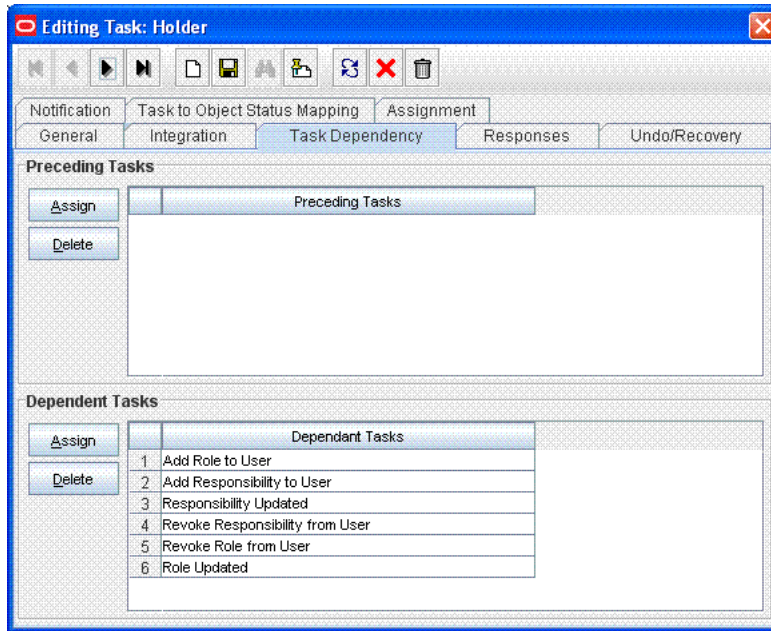 Editing Task: Holder
Notification Task to Object Status Mapping Assignment
General Integration Task Dependency Responses Undo/Recovery
Preceding Tasks
Assign
Delete
Preceding Tasks
Dependent Tasks
Assign
Delete
Dependant Tasks
1 Add Role to User
2 Add Responsibility to User
3 Responsibility Updated
4 Revoke Responsibility from User
5 Revoke Role from User
6 Role Updated